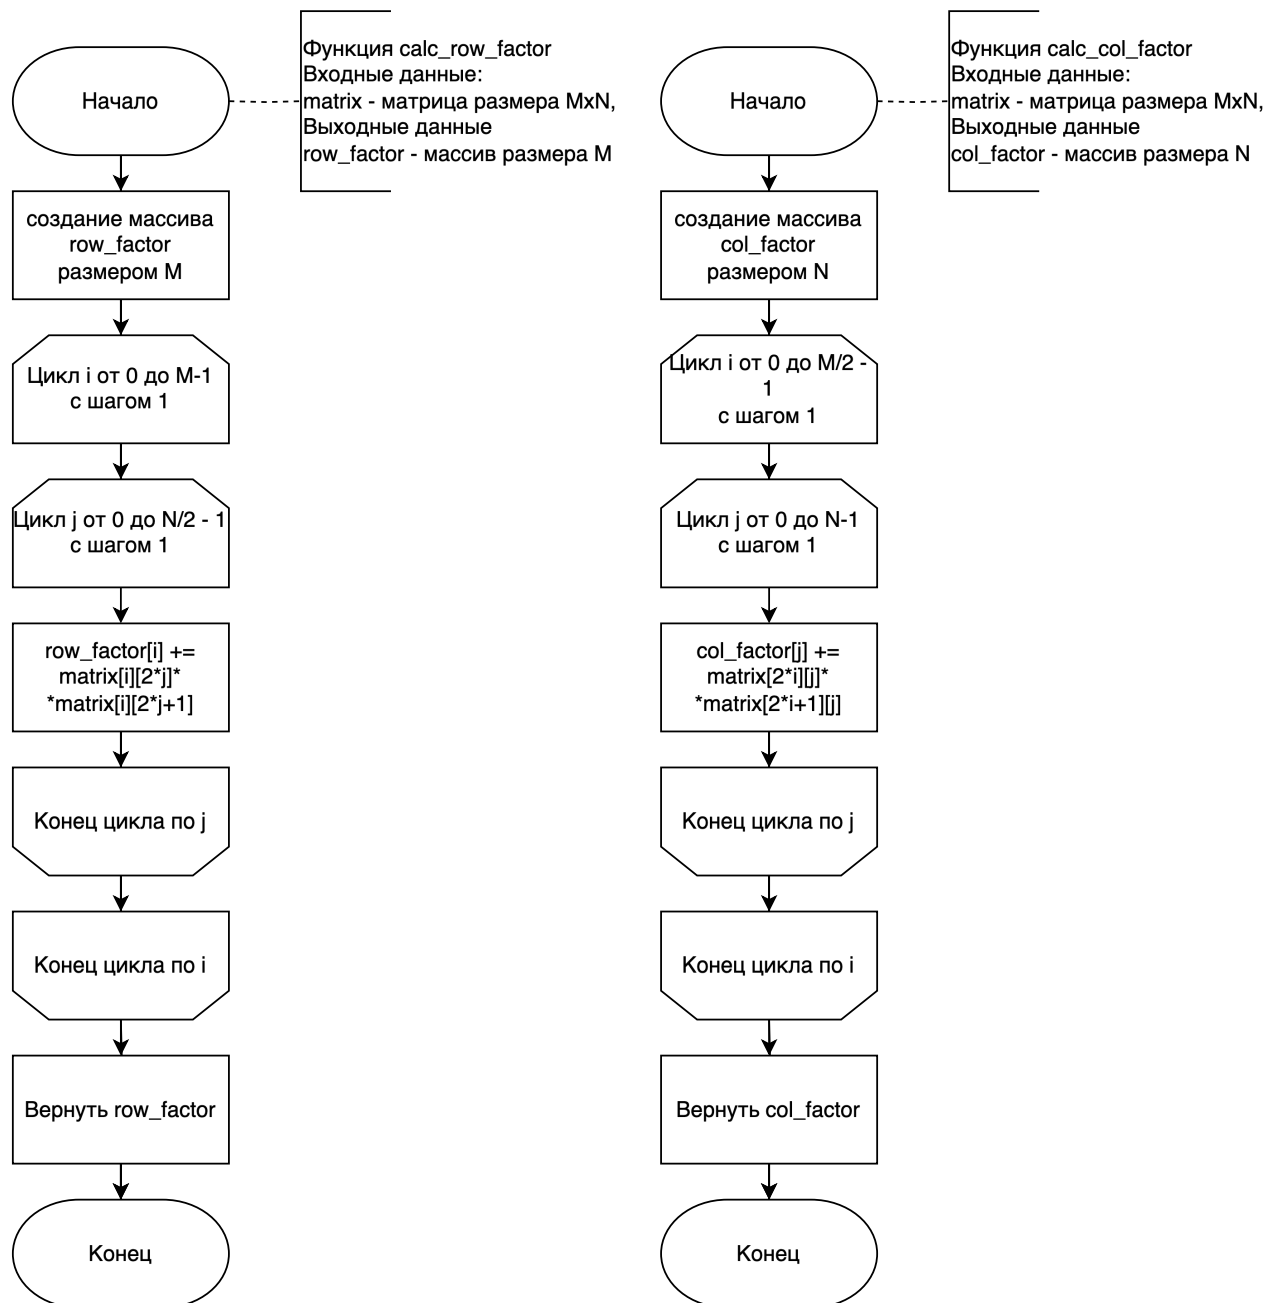 Начало
Функция calc_row_factor
Входные данные:
matrix - матрица размера MxN,
Выходные данные
row_factor - массив размера M
создание массива
row_factor
размером M
Цикл i от 0 до M-1
с шагом 1
Цикл j от 0 до N/2 - 1
с шагом 1
row_factor[i] +=
matrix[i][2*j]*
*matrix[i][2*j+1]
Конец цикла по j
Конец цикла по i
Вернуть row_factor
Конец
Начало
Функция calc_col_factor
Входные данные:
matrix - матрица размера MxN,
Выходные данные
col_factor - массив размера N
создание массива
col_factor
размером N
Цикл i от 0 до M/2 -
1
с шагом 1
Цикл j от 0 до N-1
с шагом 1
col_factor[j] +=
matrix[2*i][j]*
*matrix[2*i+1][j]
Конец цикла по j
Конец цикла по i
Вернуть col_factor
Конец